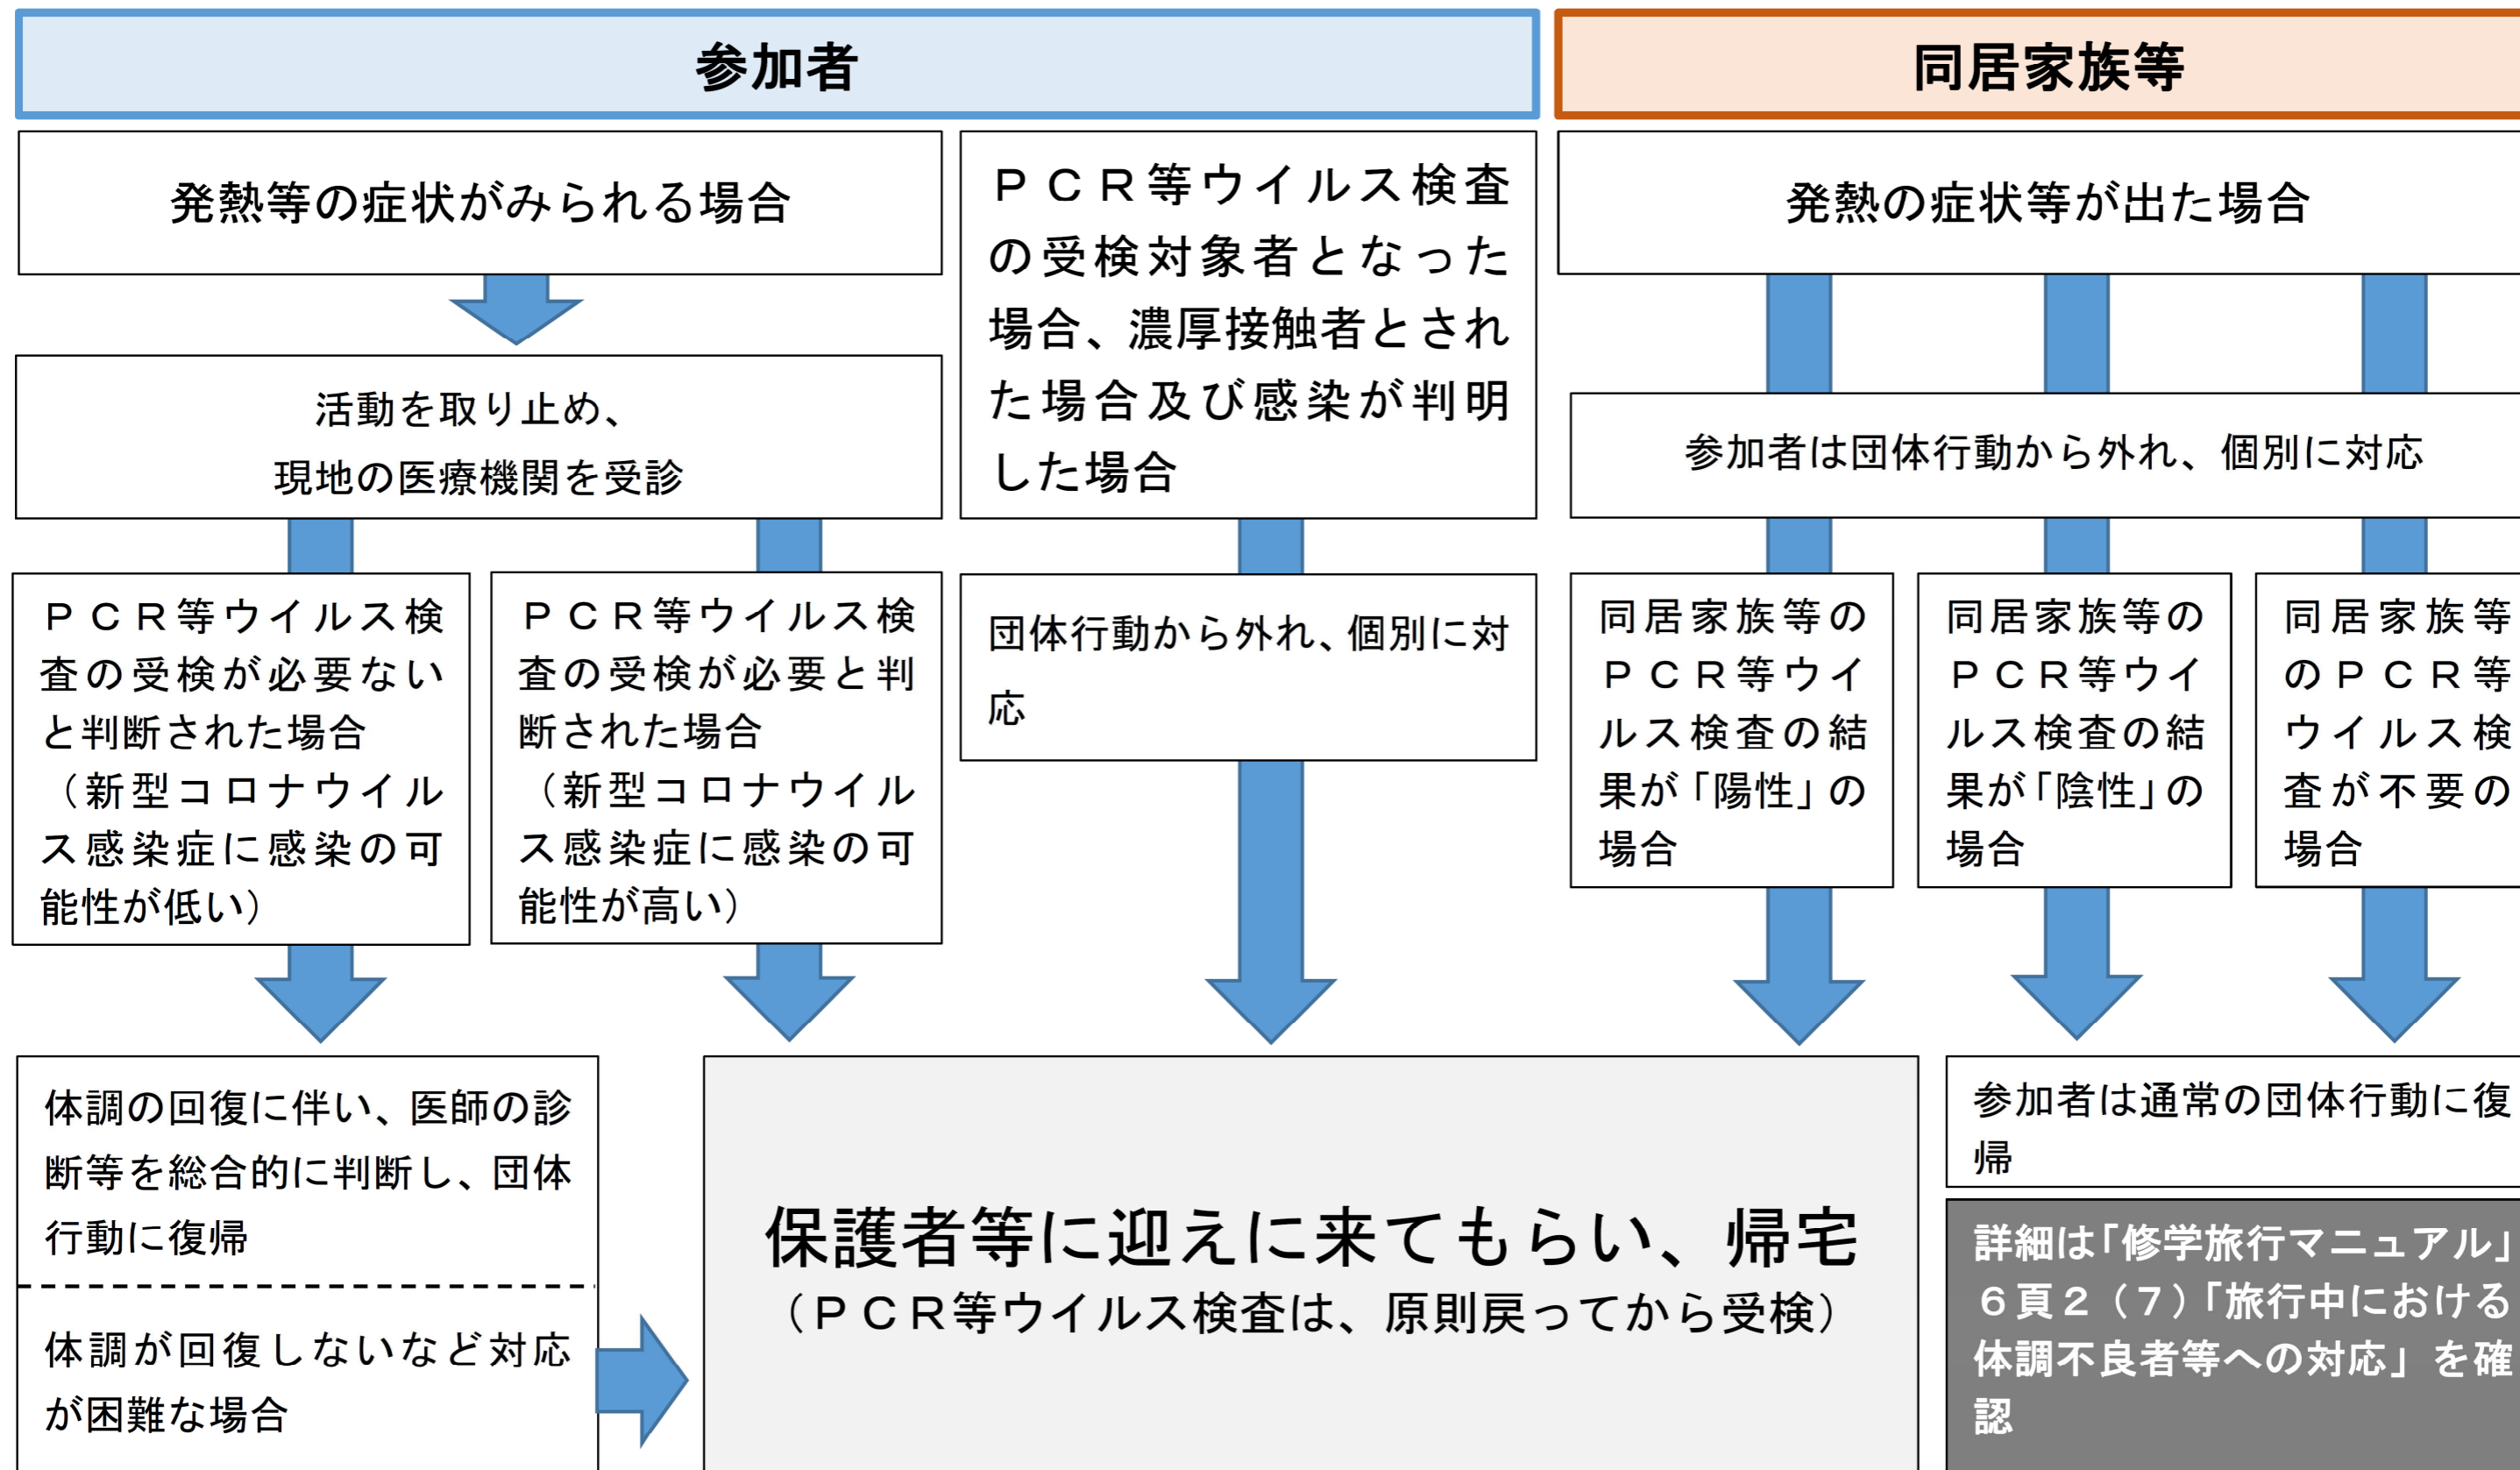 参加者
同居家族等
発熱等の症状がみられる場合
活動を取り止め、
現地の医療機関を受診
ＰＣＲ等ウイルス検
査の受検が必要ない
と判断された場合
（新型コロナウイル
ス感染症に感染の可
能性が低い）
ＰＣＲ等ウイルス検
査の受検が必要と判
断された場合
（新型コロナウイル
ス感染症に感染の可
能性が高い）
ＰＣＲ等ウイルス検査
の受検対象者となった
場合、濃厚接触者とされ
た場合及び感染が判明
した場合
団体行動から外れ、個別に対
応
発熱の症状等が出た場合
参加者は団体行動から外れ、個別に対応
同居家族等の
ＰＣＲ等ウイ
ルス検査の結
果が「陽性」の
場合
同居家族等の
ＰＣＲ等ウイ
ルス検査の結
果が「陰性」の
場合
同居家族等
のＰＣＲ等
ウイルス検
査が不要の
場合
体調の回復に伴い、医師の診
断等を総合的に判断し、団体
行動に復帰
体調が回復しないなど対応
が困難な場合
保護者等に迎えに来てもらい、帰宅
（ＰＣＲ等ウイルス検査は、原則戻ってから受検）
参加者は通常の団体行動に復
帰
詳細は「修学旅行マニュアル」
６頁２（７）「旅行中における
体調不良者等への対応」を確
認